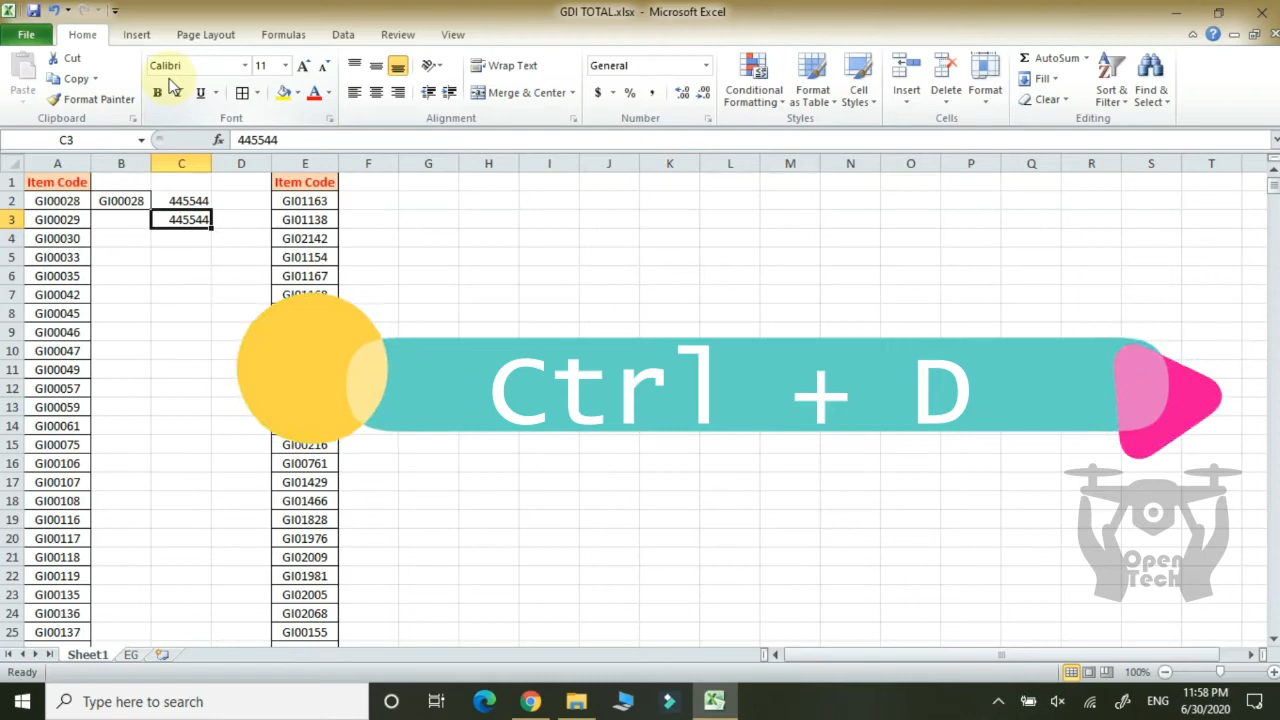 GDI TOTAL.xlsx - Microsoft Excel
File Home Insert Page Layout Formulas Data Review View
Paste
Cut
Copy
Format Painter
Clipboard
Calibri 11
B U A
Font
Wrap Text
Merge & Center
Alignment
General
$ % ,
Number
Conditional Formatting
Format as Table
Cell Styles
Styles
Insert Delete Format
Cells
Σ AutoSum
Fill
Clear
Sort & Filter
Find & Select
Editing
C3 fx 445544
A B C D E F G H I J K L M N O P Q R S T
1 Item Code Item Code
2 GI00028 GI00028 445544 GI01163
3 GI00029 445544 GI01138
4 GI00030 GI02142
5 GI00033 GI01154
6 GI00035 GI01167
7 GI00042 GI01168
8 GI00045
9 GI00046
10 GI00047
11 GI00049
12 GI00057
13 GI00059
14 GI00061
15 GI00075 GI00216
16 GI00106 GI00761
17 GI00107 GI01429
18 GI00108 GI01466
19 GI00116 GI01828
20 GI00117 GI01976
21 GI00118 GI02009
22 GI00119 GI01981
23 GI00135 GI02005
24 GI00136 GI02068
25 GI00137 GI00155
Ctrl + D
Open
Tech
Sheet1 EG
Ready 100%
Type here to search
ENG
11:58 PM
6/30/2020